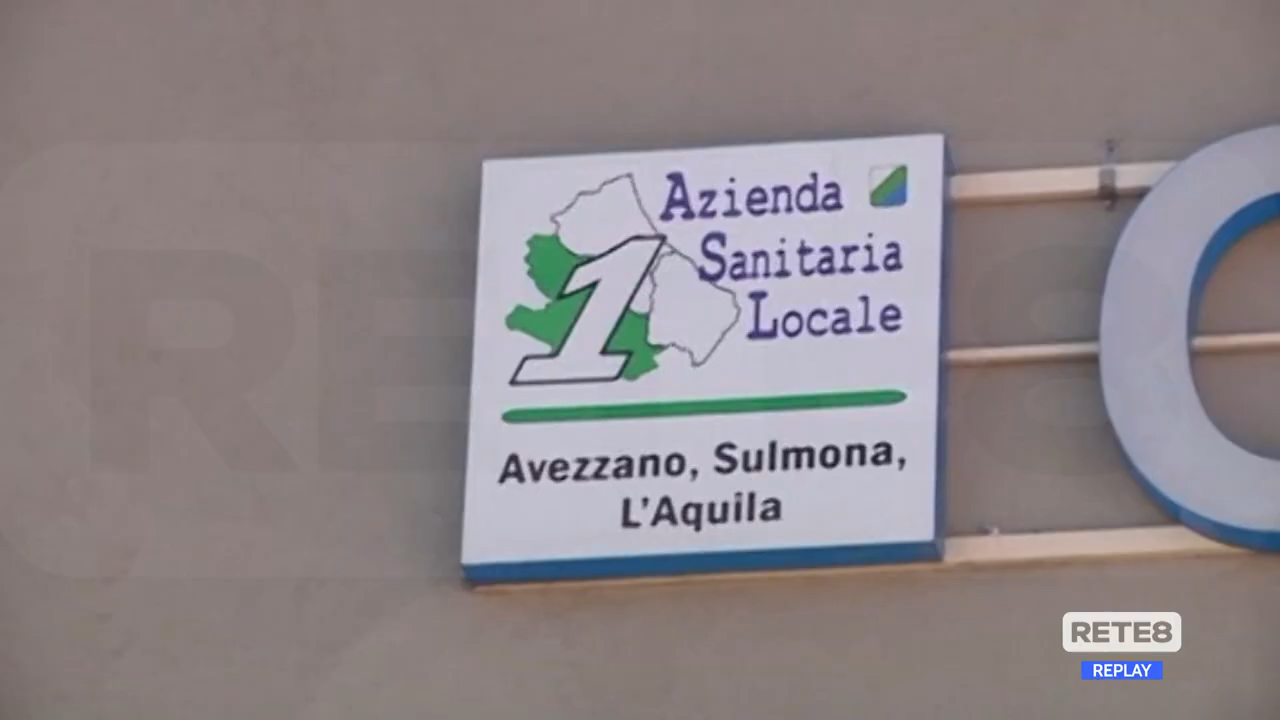 Azienda
Sanitaria
Locale
1
Avezzano, Sulmona,
L'Aquila
RETE8
REPLAY